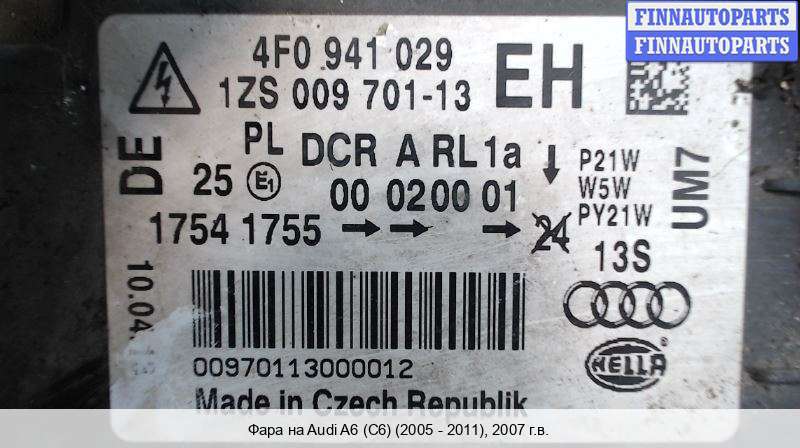 FINNAUTOPARTS
FINNAUTOPARTS
4F0 941 029
1ZS 009 701-13
EH
DE
PL DCR A RL1a
25 E1
00 020001
1754 1755
24
P21W
W5W
PY21W
13S
UM7
10.04.
00970113000012
HELLA
Made in Czech Republik
Фара на Audi A6 (C6) (2005 - 2011), 2007 г.в.